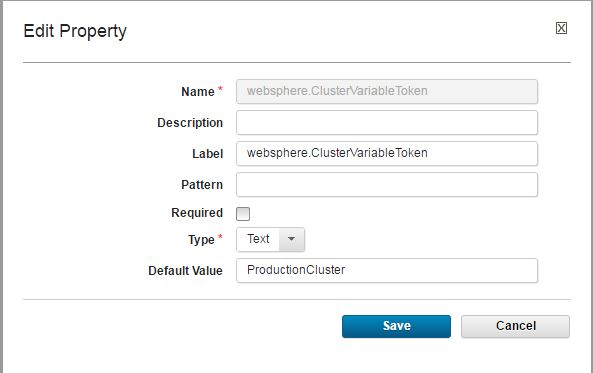 Edit Property
Name * websphere.ClusterVariableToken
Description
Label websphere.ClusterVariableToken
Pattern
Required
Type * Text
Default Value ProductionCluster
Save Cancel